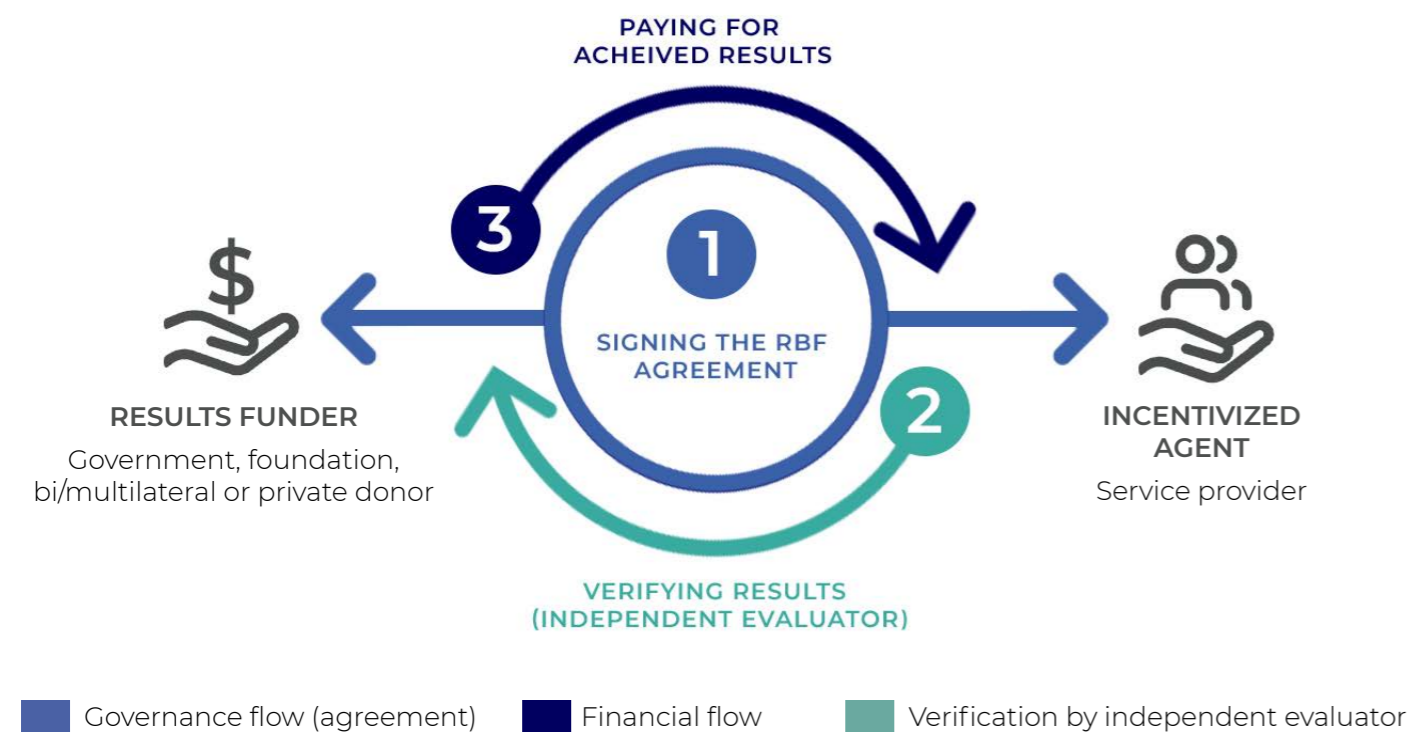 PAYING FOR
ACHEIVED RESULTS
3
1
$
SIGNING THE RBF
AGREEMENT
2
RESULTS FUNDER
Government, foundation,
bi/multilateral or private donor
INCENTIVIZED
AGENT
Service provider
VERIFYING RESULTS
(INDEPENDENT EVALUATOR)
Governance flow (agreement)
Financial flow
Verification by independent evaluator